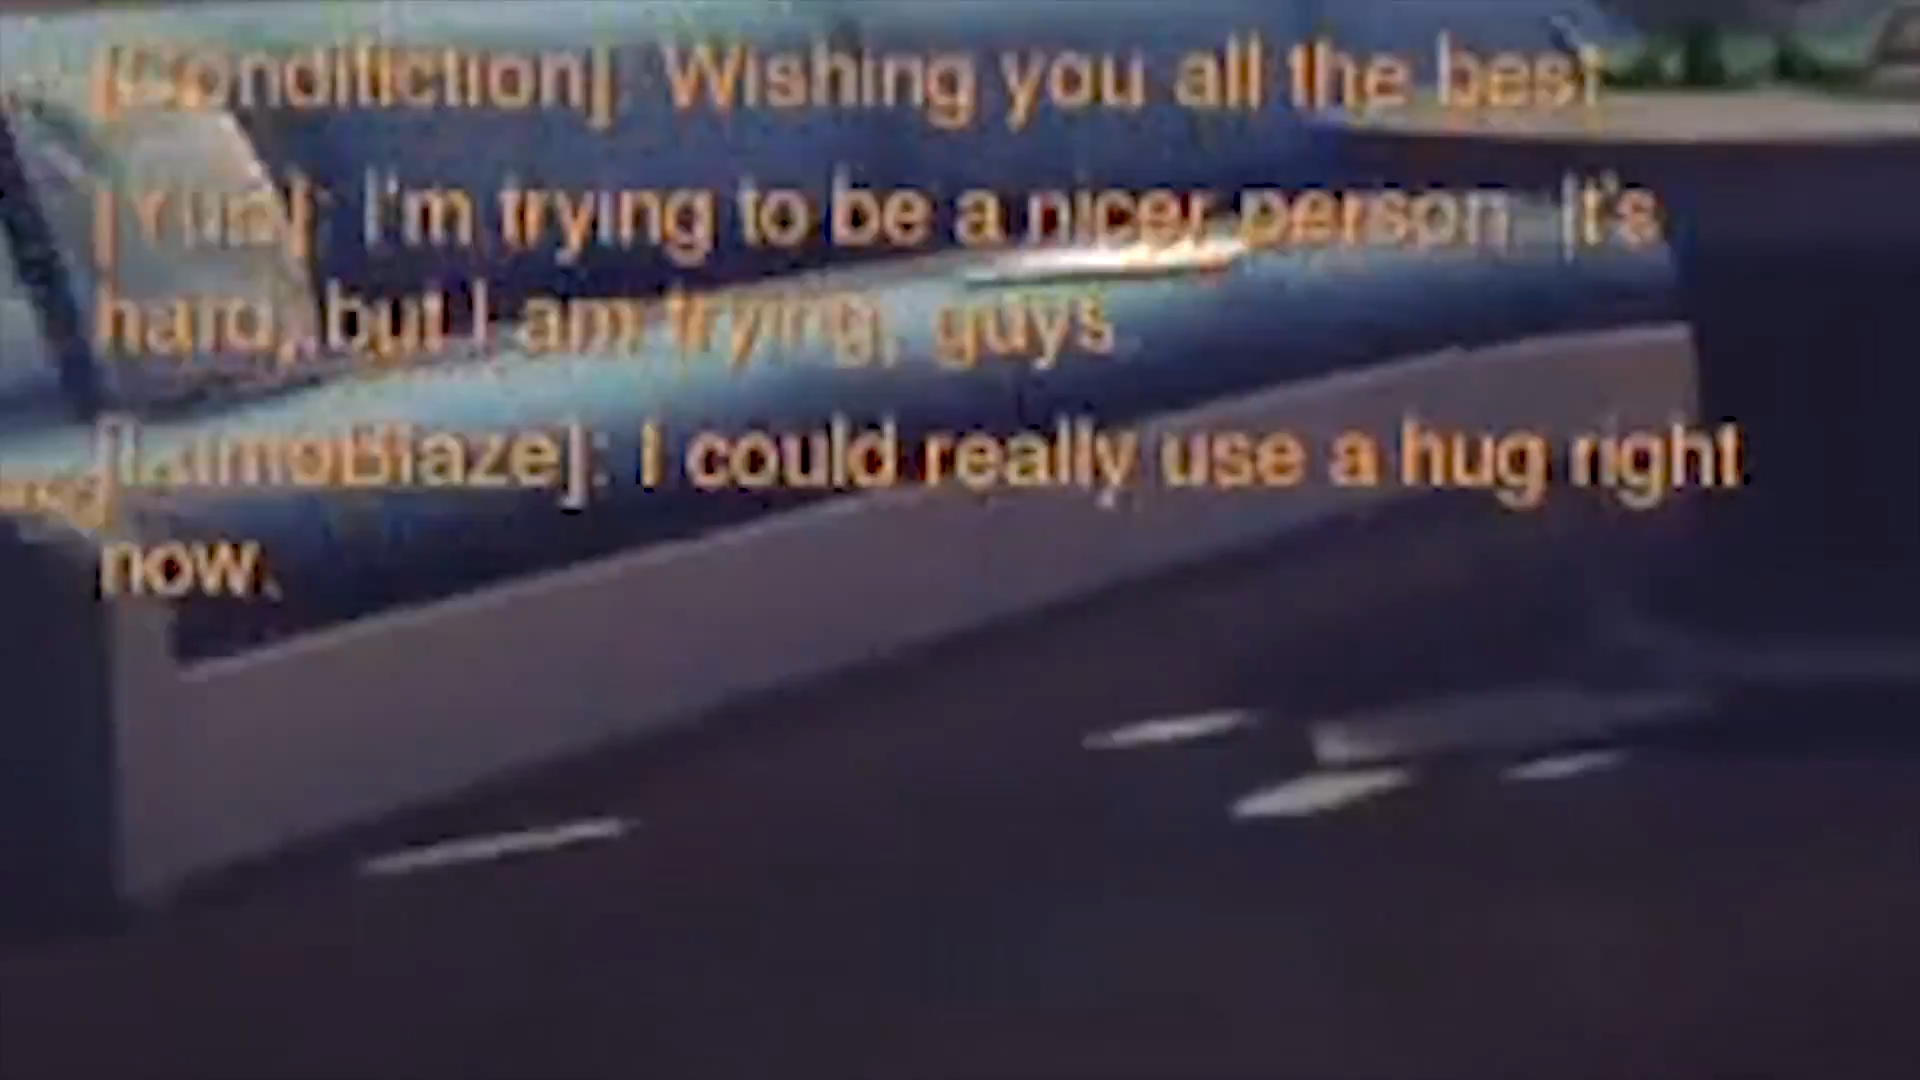 [Condifiction]: Wishing you all the best
I'm trying to be a nicer person. It's
hard, but I am trying, guys
I could really use a hug right
now.